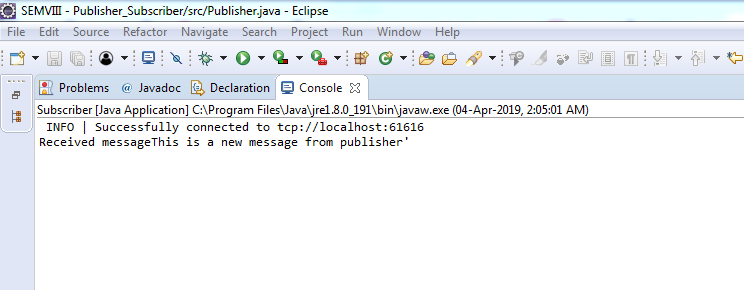 SEMVIII - Publisher_Subscriber/src/Publisher.java - Eclipse
File Edit Source Refactor Navigate Search Project Run Window Help
Problems @ Javadoc Declaration Console
Subscriber [Java Application] C:\Program Files\Java\jre1.8.0_191\bin\javaw.exe (04-Apr-2019, 2:05:01 AM)
INFO | Successfully connected to tcp://localhost:61616
Received messageThis is a new message from publisher'